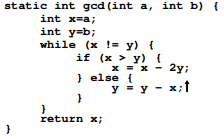 static int gcd(int a, int b) {
int x=a;
int y=b;
while (x != y) {
if (x > y) {
x = x - 2y;
} else {
y = y - x;↑
}
}
return x;
}